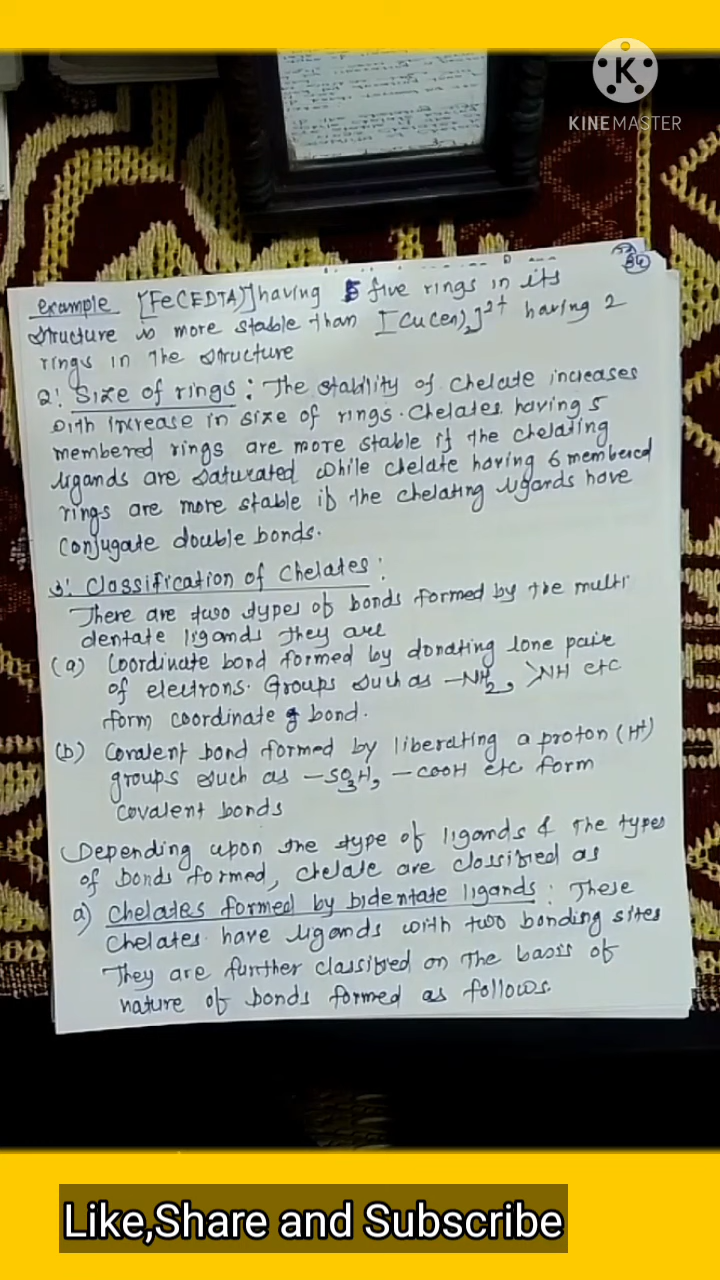 KINEMASTER
34
example [Fe(EDTA)] having 5 five rings in its
structure is more stable than [Cu(en)2]2+ having 2
rings in the structure
2! Size of rings : The stability of chelate increases
with increase in size of rings. Chelates having 5
membered rings are more stable if the chelating
ligands are saturated while chelate having 6 membered
rings are more stable if the chelating ligards have
conjugate double bonds.
3! Classification of Chelates :
There are two types of bonds formed by the multi
dentate ligands They are
(a) Coordinate bond formed by donating lone pair
of electrons. Groups such as -NH2, >NH etc
form coordinate bond.
(b) Covalent bond formed by liberating a proton (H+)
groups such as -SO3H, -COOH etc form
covalent bonds
Depending upon the type of ligands & The types
of bonds formed, chelate are classified as
a) Chelates formed by bidentate ligands : These
chelates have ligands with two bonding sites
They are further classified on The basis of
nature of bonds formed as follows.
Like,Share and Subscribe